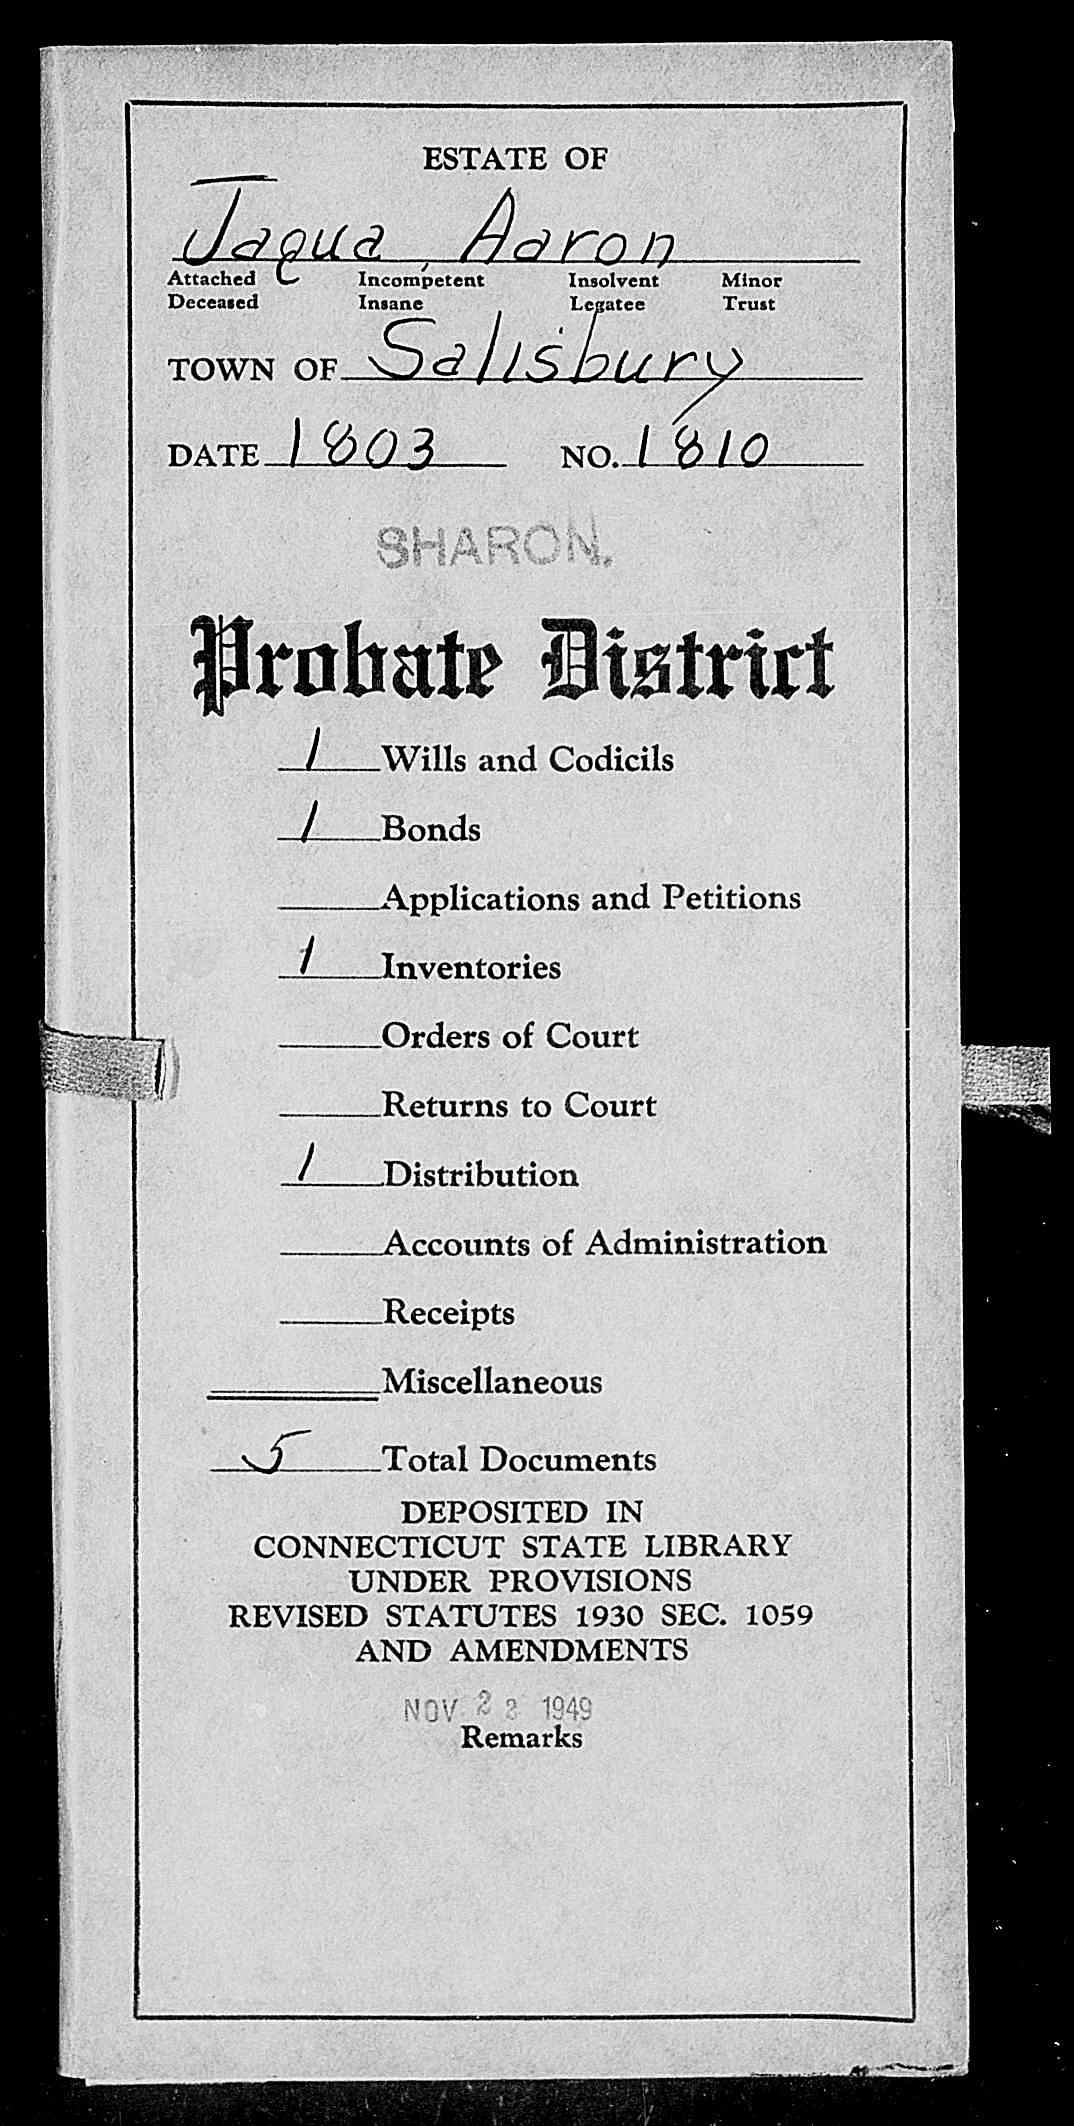 ESTATE OF
Jaqua, Aaron
Attached Incompetent Insolvent Minor
Deceased Insane Legatee Trust
TOWN OF Salisbury
DATE 1803 NO. 1810
SHARON.
Probate District
1 Wills and Codicils
1 Bonds
Applications and Petitions
1 Inventories
Orders of Court
Returns to Court
1 Distribution
Accounts of Administration
Receipts
Miscellaneous
5 Total Documents
DEPOSITED IN
CONNECTICUT STATE LIBRARY
UNDER PROVISIONS
REVISED STATUTES 1930 SEC. 1059
AND AMENDMENTS
NOV 22 1949
Remarks